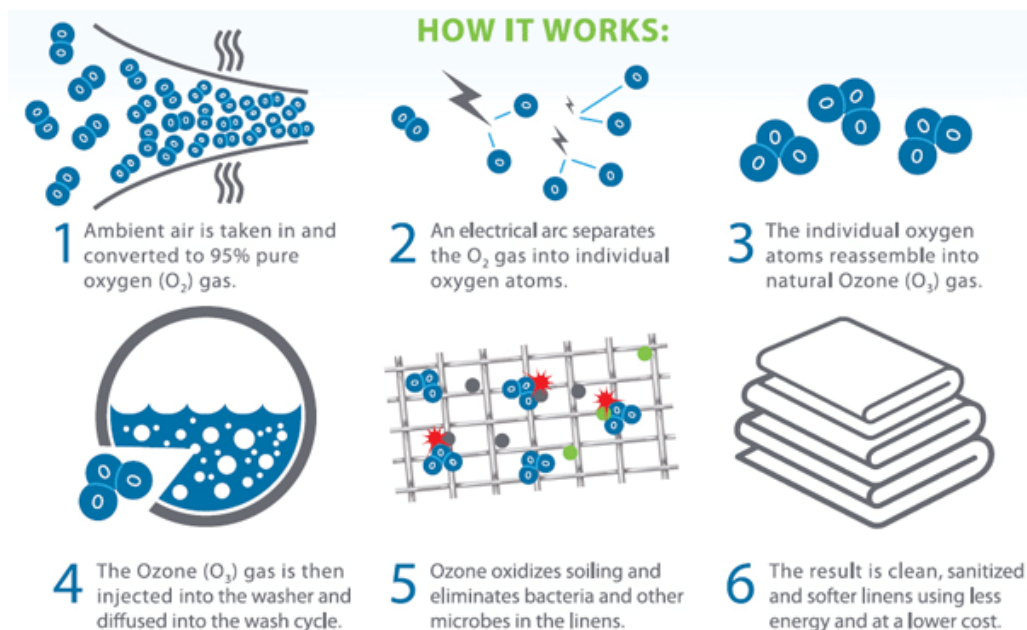 HOW IT WORKS:
1 Ambient air is taken in and
converted to 95% pure
oxygen (O₂) gas.
2 An electrical arc separates
the O₂ gas into individual
oxygen atoms.
3 The individual oxygen
atoms reassemble into
natural Ozone (O₃) gas.
4 The Ozone (O₃) gas is then
injected into the washer and
diffused into the wash cycle.
5 Ozone oxidizes soiling and
eliminates bacteria and other
microbes in the linens.
6 The result is clean, sanitized
and softer linens using less
energy and at a lower cost.